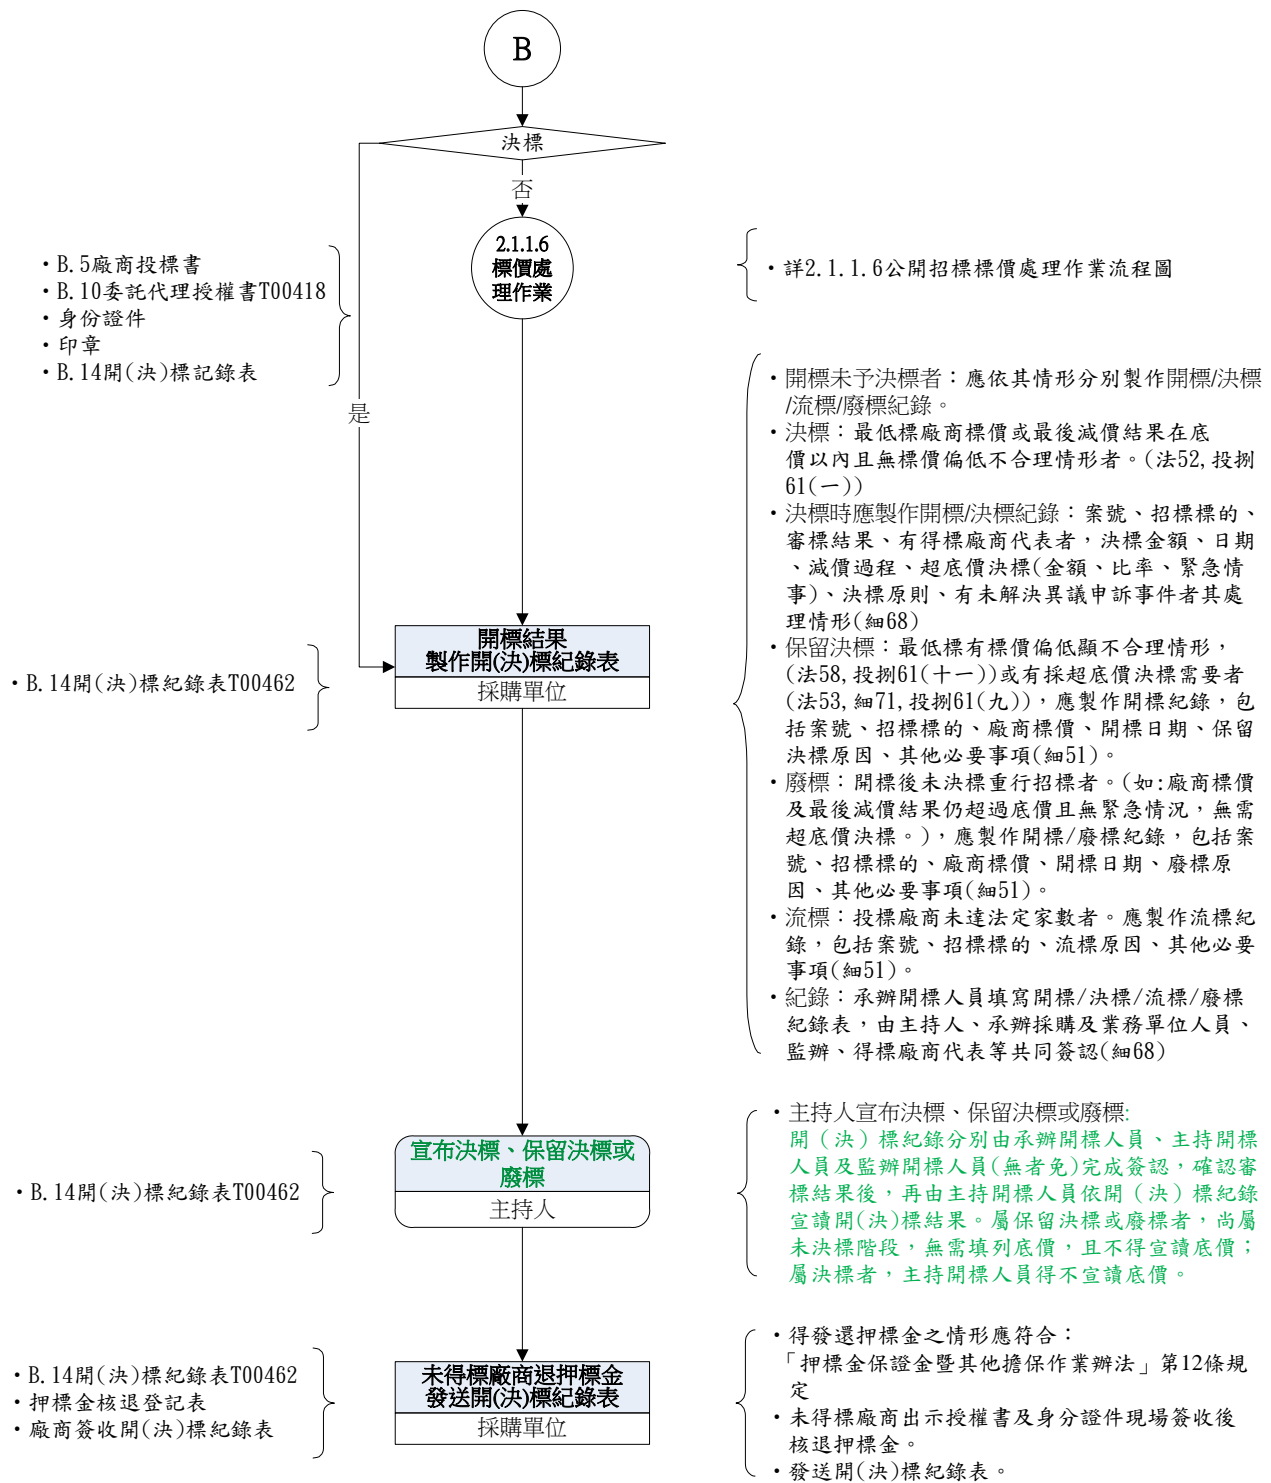 B
決標
否
是
2.1.1.6
標價處
理作業
・B.5廠商投標書
・B.10委託代理授權書T00418
・身份證件
・印章
・B.14開(決)標記錄表
・詳2.1.1.6公開招標標價處理作業流程圖
・開標未予決標者：應依其情形分別製作開標/決標
/流標/廢標紀錄。
・決標：最低標廠商標價或最後減價結果在底
價以內且無標價偏低不合理情形者。(法52,投捌
61(一))
・決標時應製作開標/決標紀錄：案號、招標標的、
審標結果、有得標廠商代表者，決標金額、日期
、減價過程、超底價決標(金額、比率、緊急情
事)、決標原則、有未解決異議申訴事件者其處
理情形(細68)
・保留決標：最低標有標價偏低顯不合理情形，
(法58,投捌61(十一))或有採超底價決標需要者
(法53,細71,投捌61(九))，應製作開標紀錄，包
括案號、招標標的、廠商標價、開標日期、保留
決標原因、其他必要事項(細51)。
・廢標：開標後未決標重行招標者。(如:廠商標價
及最後減價結果仍超過底價且無緊急情況，無需
超底價決標。)，應製作開標/廢標紀錄，包括案
號、招標標的、廠商標價、開標日期、廢標原
因、其他必要事項(細51)。
・流標：投標廠商未達法定家數者。應製作流標紀
錄，包括案號、招標標的、流標原因、其他必要
事項(細51)。
・紀錄：承辦開標人員填寫開標/決標/流標/廢標
紀錄表，由主持人、承辦採購及業務單位人員、
監辦、得標廠商代表等共同簽認(細68)
開標結果
製作開(決)標紀錄表
採購單位
・B.14開(決)標紀錄表T00462
宣布決標、保留決標或
廢標
主持人
・B.14開(決)標紀錄表T00462
・主持人宣布決標、保留決標或廢標:
開（決）標紀錄分別由承辦開標人員、主持開標
人員及監辦開標人員(無者免)完成簽認，確認審
標結果後，再由主持開標人員依開（決）標紀錄
宣讀開(決)標結果。屬保留決標或廢標者，尚屬
未決標階段，無需填列底價，且不得宣讀底價；
屬決標者，主持開標人員得不宣讀底價。
未得標廠商退押標金
發送開(決)標紀錄表
採購單位
・B.14開(決)標紀錄表T00462
・押標金核退登記表
・廠商簽收開(決)標紀錄表
・得發還押標金之情形應符合：
「押標金保證金暨其他擔保作業辦法」第12條規
定
・未得標廠商出示授權書及身分證件現場簽收後
核退押標金。
・發送開(決)標紀錄表。